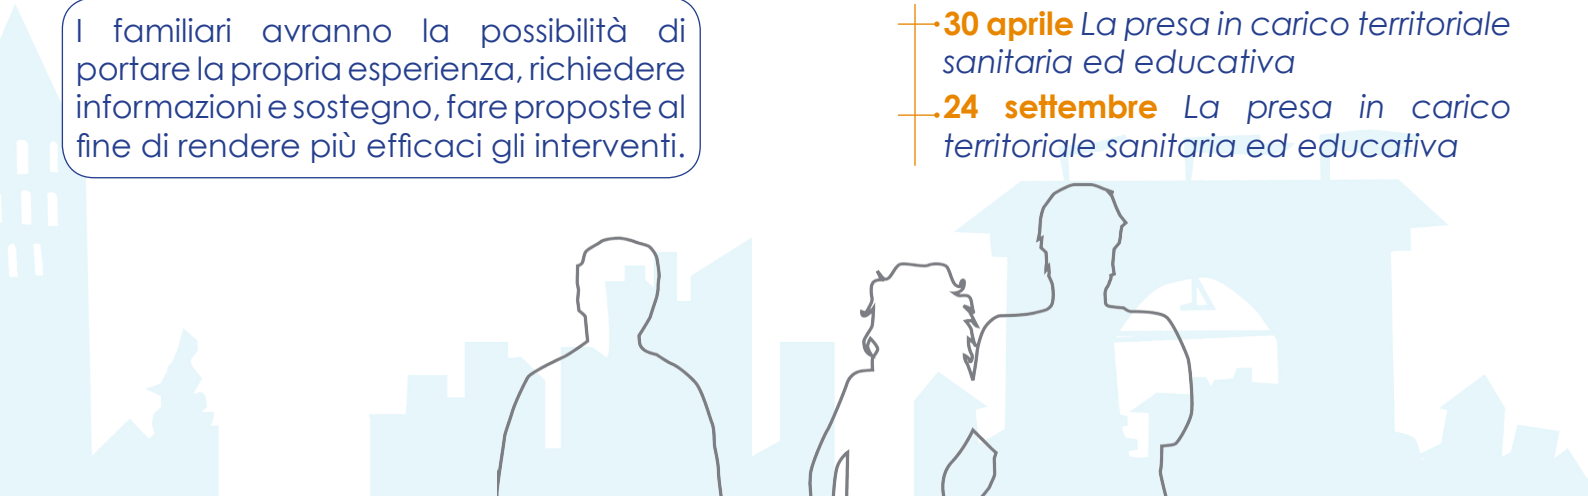 I familiari avranno la possibilità di
portare la propria esperienza, richiedere
informazioni e sostegno, fare proposte al
fine di rendere più efficaci gli interventi.
30 aprile La presa in carico territoriale
sanitaria ed educativa
24 settembre La presa in carico
territoriale sanitaria ed educativa